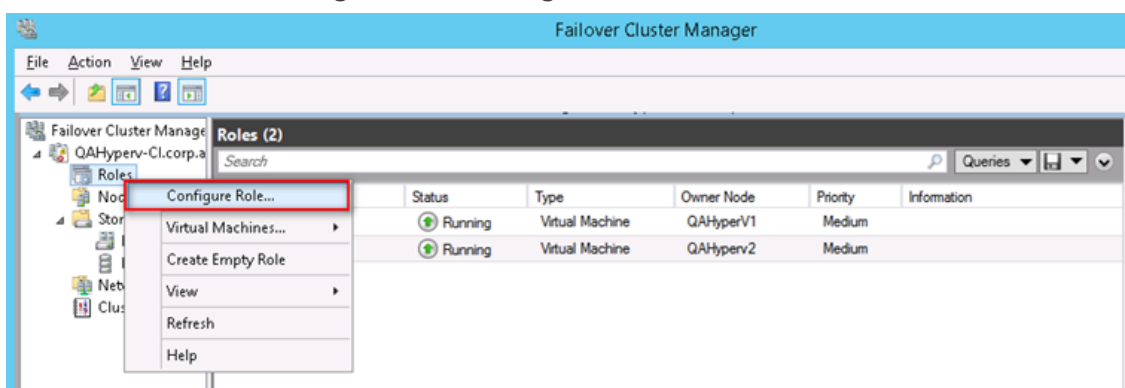 Failover Cluster Manager
File Action View Help
Failover Cluster Manage
Roles (2)
QAHyperv-Cl.corp.a
Search
Queries
Roles
Configure Role...
Status Type Owner Node Priority Information
Virtual Machines...
Running Virtual Machine QAHyperV1 Medium
Create Empty Role
Running Virtual Machine QAHyperv2 Medium
View
Refresh
Help